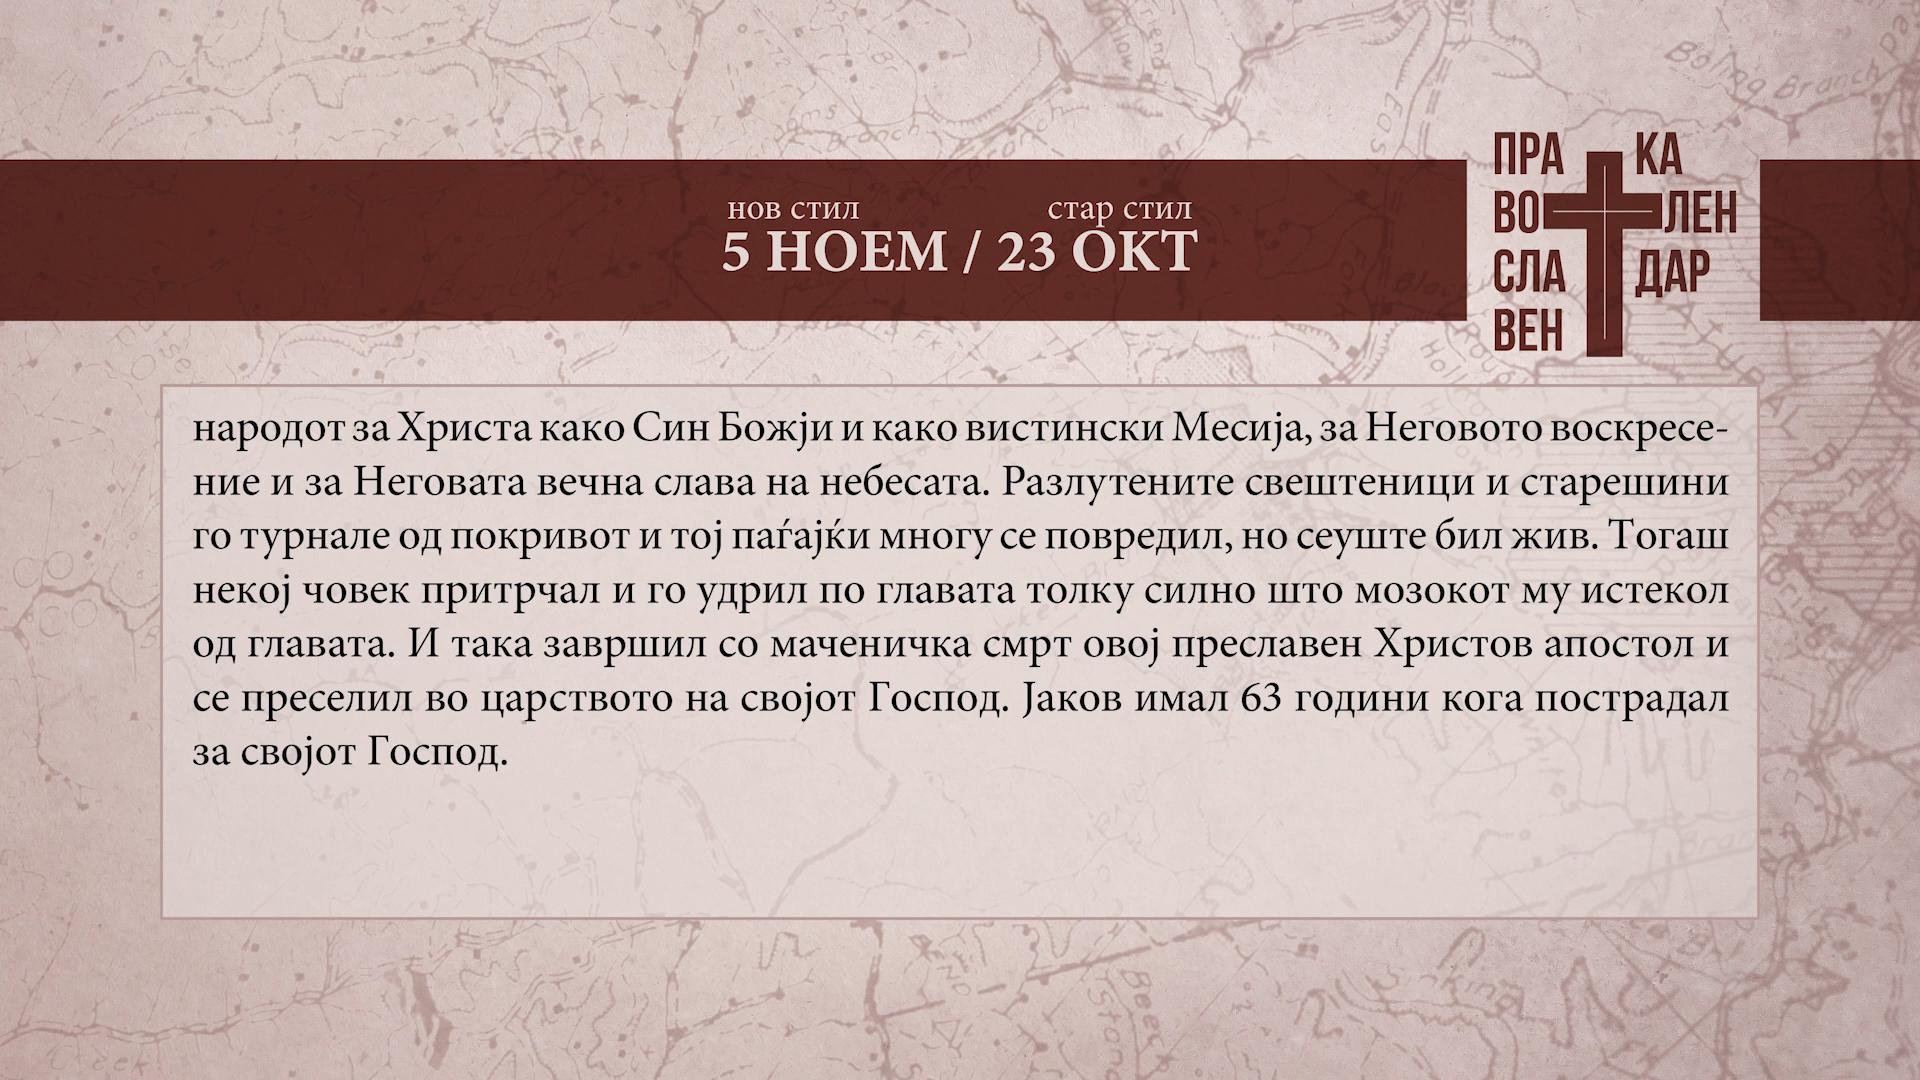 нов стил стар стил
5 НОЕМ / 23 ОКТ
ПРА
ВО
СЛА
ВЕН
КА
ЛЕН
ДАР
народот за Христа како Син Божји и како вистински Месија, за Неговото воскресе-
ние и за Неговата вечна слава на небесата. Разлутените свештеници и старешини
го турнале од покривот и тој паѓајќи многу се повредил, но сеуште бил жив. Тогаш
некој човек притрчал и го удрил по главата толку силно што мозокот му истекол
од главата. И така завршил со маченичка смрт овој преславен Христов апостол и
се преселил во царството на својот Господ. Јаков имал 63 години кога пострадал
за својот Господ.
Boling Branch
Creek